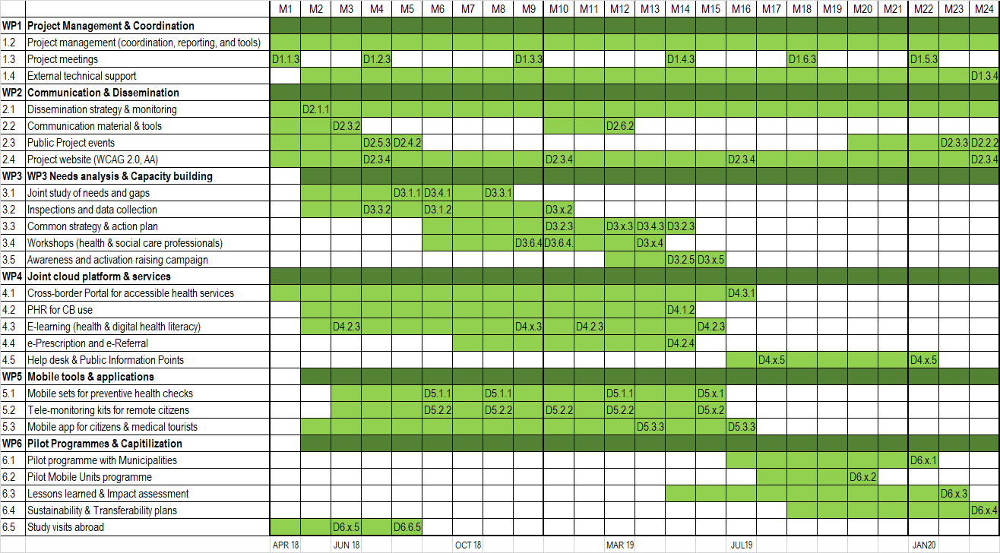 M1 M2 M3 M4 M5 M6 M7 M8 M9 M10 M11 M12 M13 M14 M15 M16 M17 M18 M19 M20 M21 M22 M23 M24
WP1 Project Management & Coordination
1.2 Project management (coordination, reporting, and tools)
1.3 Project meetings D1.1.3 D1.2.3 D1.3.3 D1.4.3 D1.6.3 D1.5.3
1.4 External technical support D1.3.4
WP2 Communication & Dissemination
2.1 Dissemination strategy & monitoring D2.1.1
2.2 Communication material & tools D2.3.2 D2.6.2
2.3 Public Project events D2.5.3 D2.4.2 D2.3.3 D2.2.2
2.4 Project website (WCAG 2.0, AA) D2.3.4 D2.3.4 D2.3.4 D2.3.4
WP3 WP3 Needs analysis & Capacity building
3.1 Joint study of needs and gaps D3.1.1 D3.4.1 D3.3.1
3.2 Inspections and data collection D3.3.2 D3.1.2 D3.x.2
3.3 Common strategy & action plan D3.2.3 D3.x.3 D3.4.3 D3.2.3
3.4 Workshops (health & social care professionals) D3.6.4 D3.6.4. D3.x.4
3.5 Awareness and activation raising campaign D3.2.5 D3.x.5
WP4 Joint cloud platform & services
4.1 Cross-border Portal for accessible health services D4.3.1
4.2 PHR for CB use D4.1.2
4.3 E-learning (health & digital health literacy) D4.2.3 D4.x.3 D4.2.3 D4.2.3
4.4 e-Prescription and e-Referral D4.2.4
4.5 Help desk & Public Information Points D4.x.5 D4.x.5
WP5 Mobile tools & applications
5.1 Mobile sets for preventive health checks D5.1.1 D5.1.1 D5.1.1 D5.x.1
5.2 Tele-monitoring kits for remote citizens D5.2.2 D5.2.2 D5.2.2 D5.2.2 D5.x.2
5.3 Mobile app for citizens & medical tourists D5.3.3 D5.3.3
WP6 Pilot Programmes & Capitilization
6.1 Pilot programme with Municipalities D6.x.1
6.2 Pilot Mobile Units programme D6.x.2
6.3 Lessons learned & Impact assessment D6.x.3
6.4 Sustainability & Transferability plans D6.x.4
6.5 Study visits abroad D6.x.5 D6.6.5
APR 18 JUN 18 OCT 18 MAR 19 JUL19 JAN20